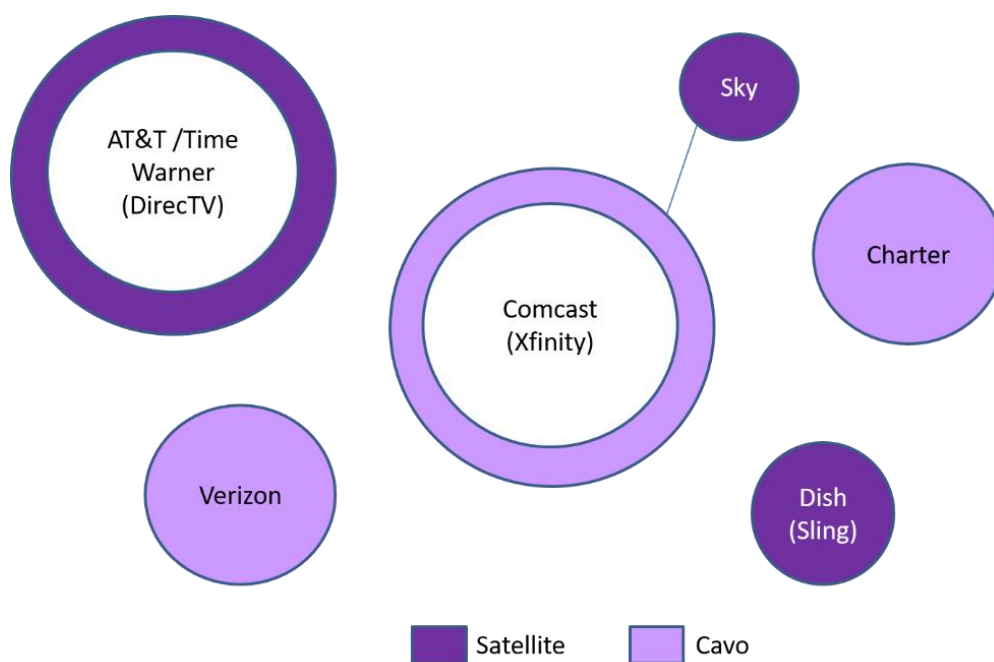 AT&T /Time
Warner
(DirecTV)
Sky
Charter
Comcast
(Xfinity)
Verizon
Dish
(Sling)
Satellite
Cavo